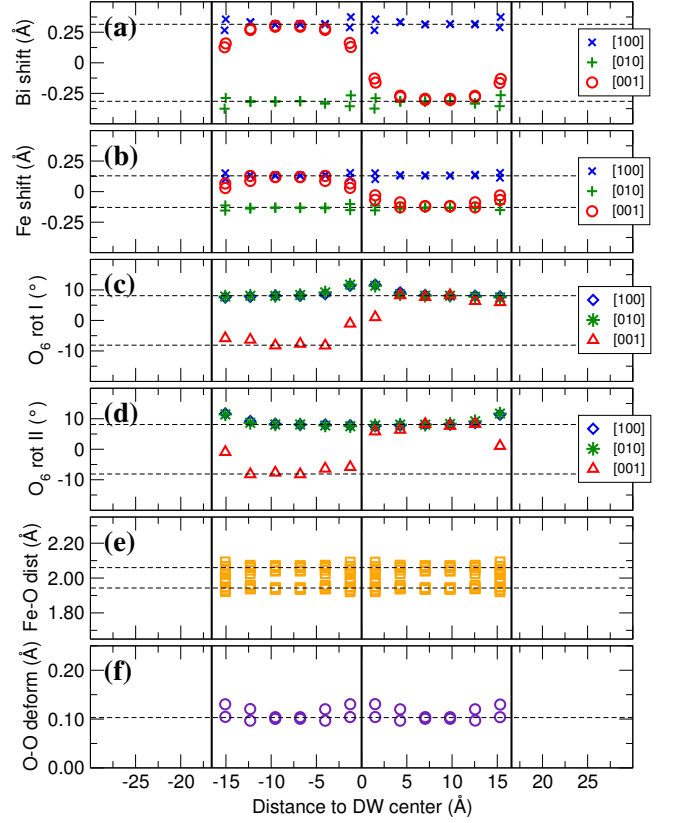 (a)
Bi shift (Å)
0.25
0
-0.25
[100]
[010]
[001]
(b)
Fe shift (Å)
0.25
0
-0.25
[100]
[010]
[001]
(c)
O6 rot I (°)
10
0
-10
[100]
[010]
[001]
(d)
O6 rot II (°)
10
0
-10
[100]
[010]
[001]
(e)
Fe-O dist (Å)
2.20
2.00
1.80
(f)
O-O deform (Å)
0.20
0.10
0.00
-30 -25 -20 -15 -10 -5 0 5 10 15 20 25
Distance to DW center (Å)